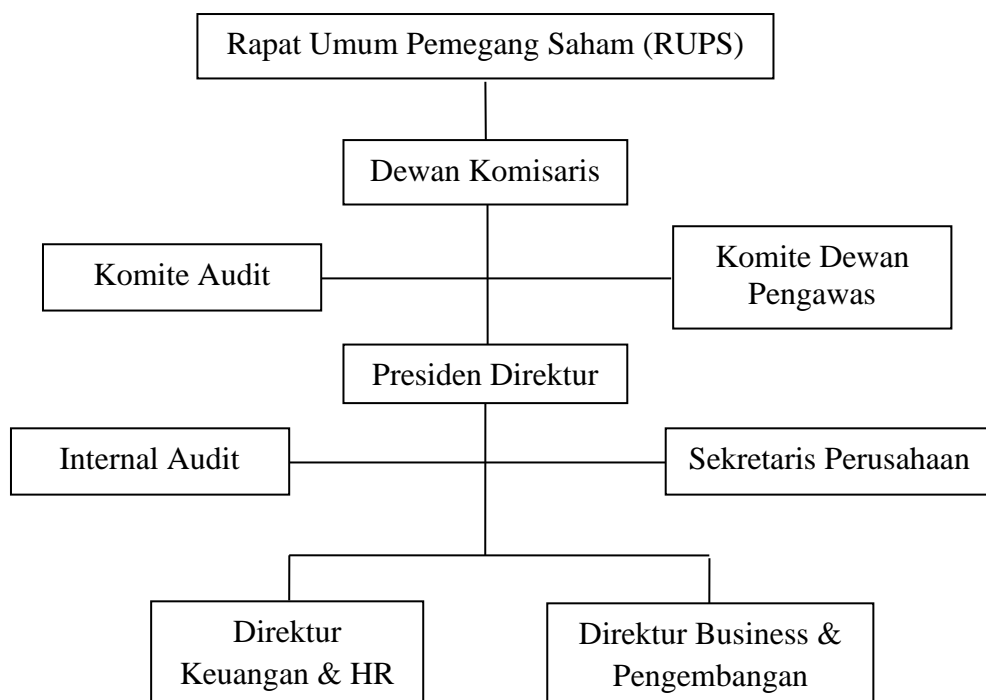 Rapat Umum Pemegang Saham (RUPS)
Dewan Komisaris
Komite Audit
Komite Dewan
Pengawas
Presiden Direktur
Internal Audit
Sekretaris Perusahaan
Direktur
Keuangan & HR
Direktur Business &
Pengembangan